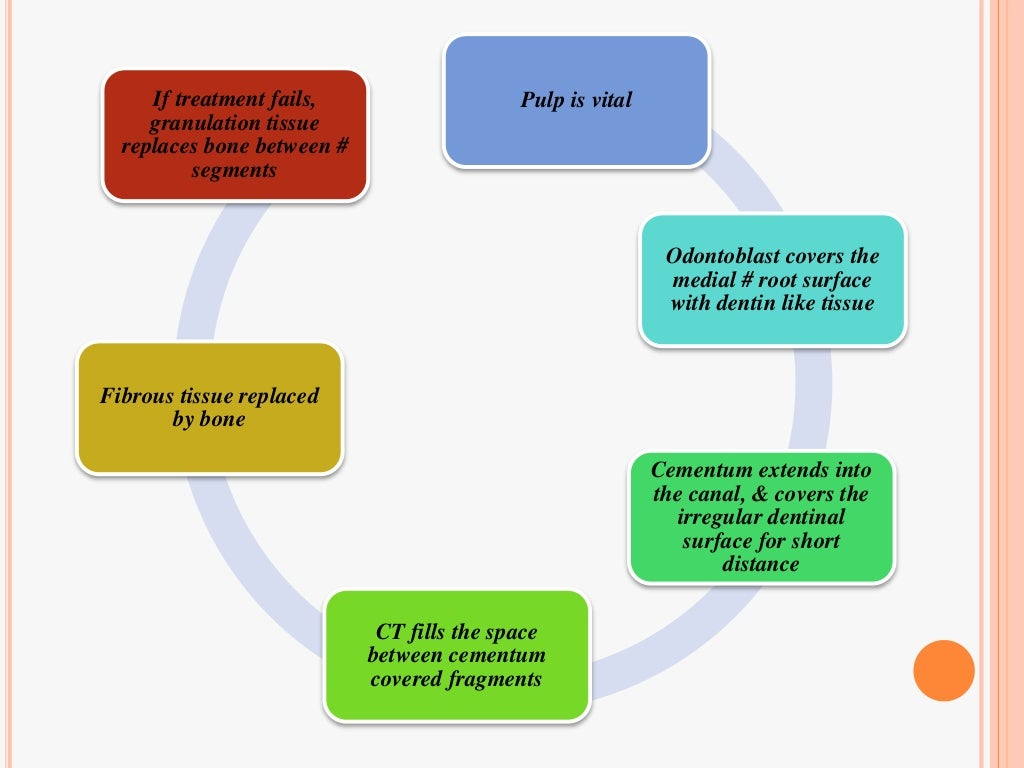 Pulp is vital
Odontoblast covers the
medial # root surface
with dentin like tissue
Cementum extends into
the canal, & covers the
irregular dentinal
surface for short
distance
CT fills the space
between cementum
covered fragments
Fibrous tissue replaced
by bone
If treatment fails,
granulation tissue
replaces bone between #
segments